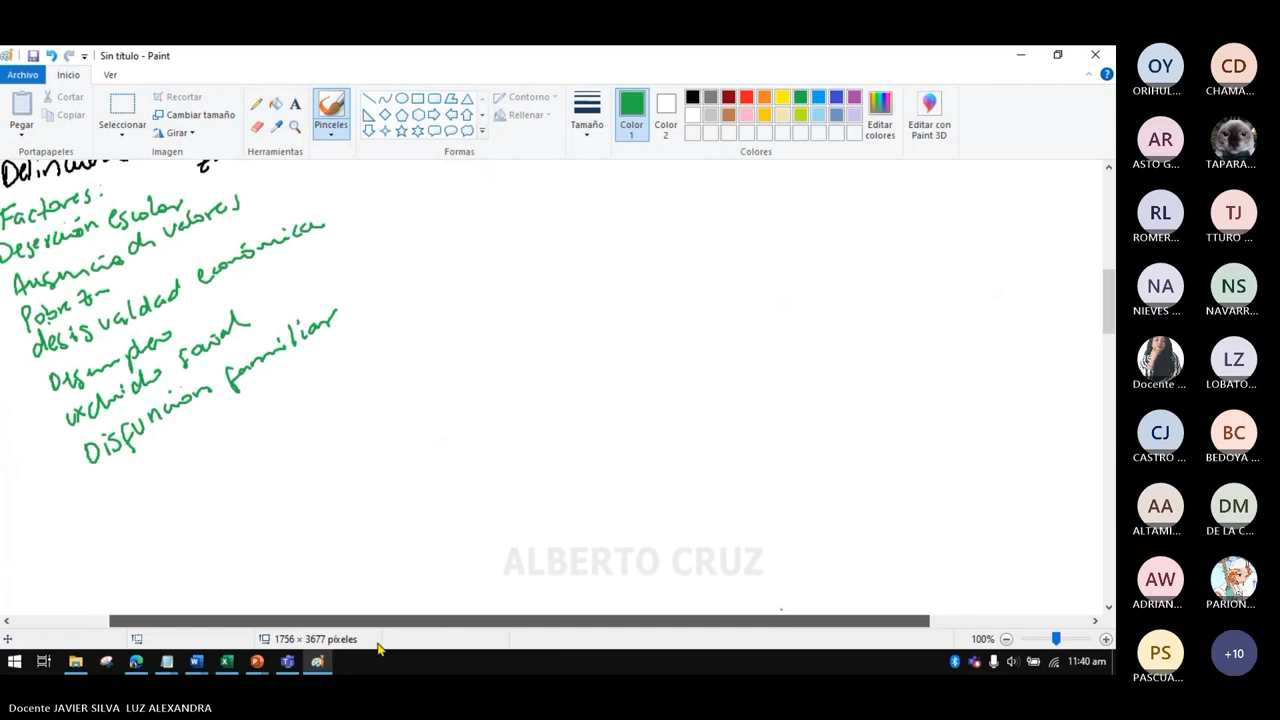 Sin título - Paint
Archivo Inicio Ver
Pegar
Cortar
Copiar
Portapapeles
Seleccionar
Recortar
Cambiar tamaño
Girar
Imagen
A
Herramientas
Pinceles
Contorno
Rellenar
Formas
Tamaño
Color 1
Color 2
Editar colores
Editar con Paint 3D
Colores
Factores:
Deserción escolar
Ausencia de valores
Pobreza
desigualdad económica
Desempleo
excluido social
Disfunción familiar
ALBERTO CRUZ
1756 × 3677 píxeles
100%
11:40 am
OY
ORIHUL...
CD
CHAMA...
AR
ASTO G...
TAPARA...
RL
ROMER...
TJ
TTURO ...
NA
NIEVES ...
NS
NAVARR...
Docente ...
LZ
LOBATO...
CJ
CASTRO ...
BC
BEDOYA ...
AA
ALTAMI...
DM
DE LA C...
AW
ADRIAN...
PARION...
PS
PASCUA...
+10
Docente JAVIER SILVA LUZ ALEXANDRA